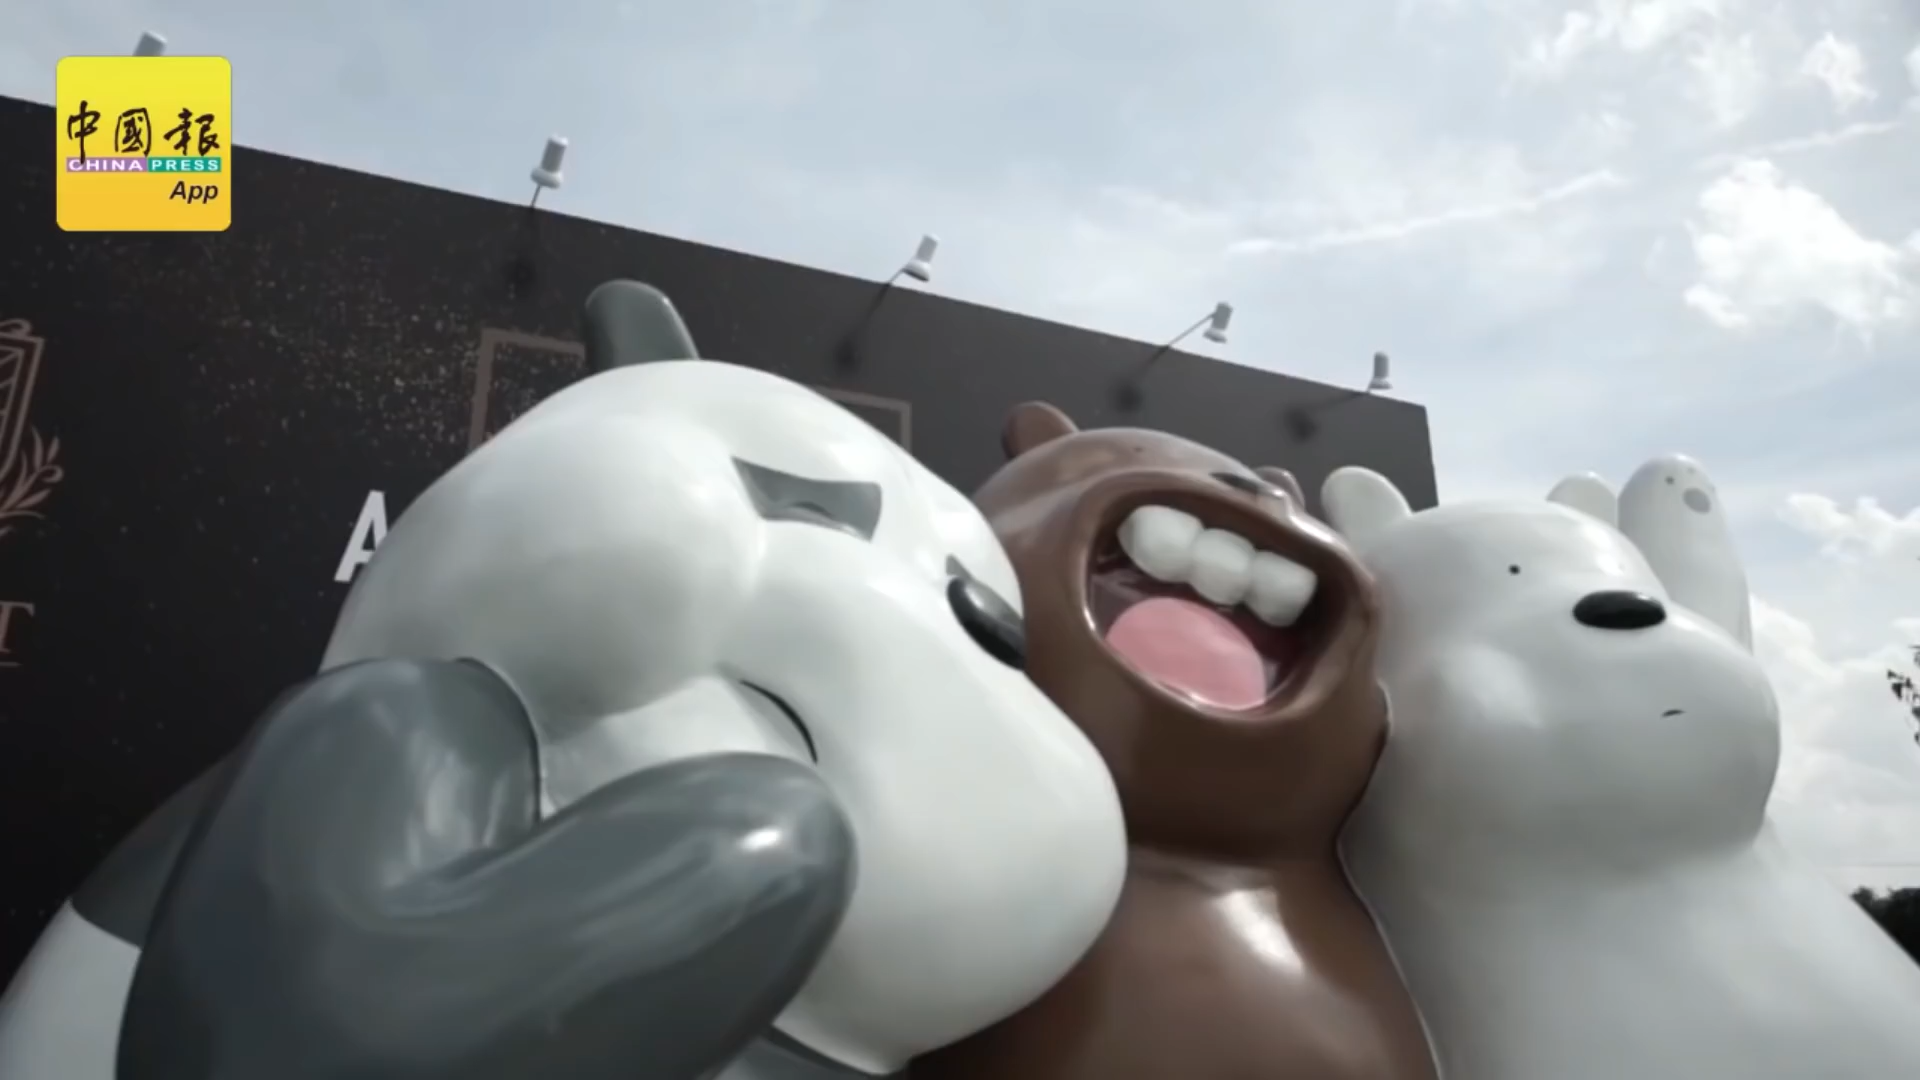 中國報
CHINA PRESS
App
A
T